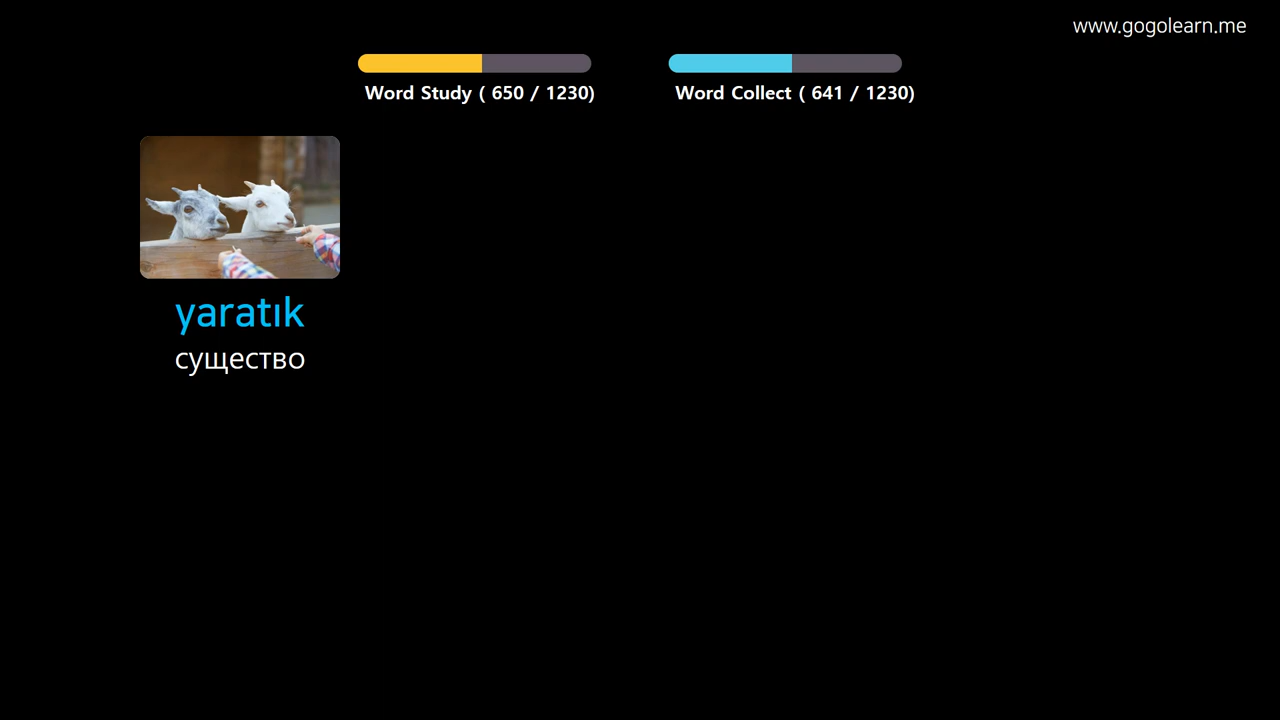 www.gogolearn.me
Word Study ( 650 / 1230)
Word Collect ( 641 / 1230)
yaratık
существо